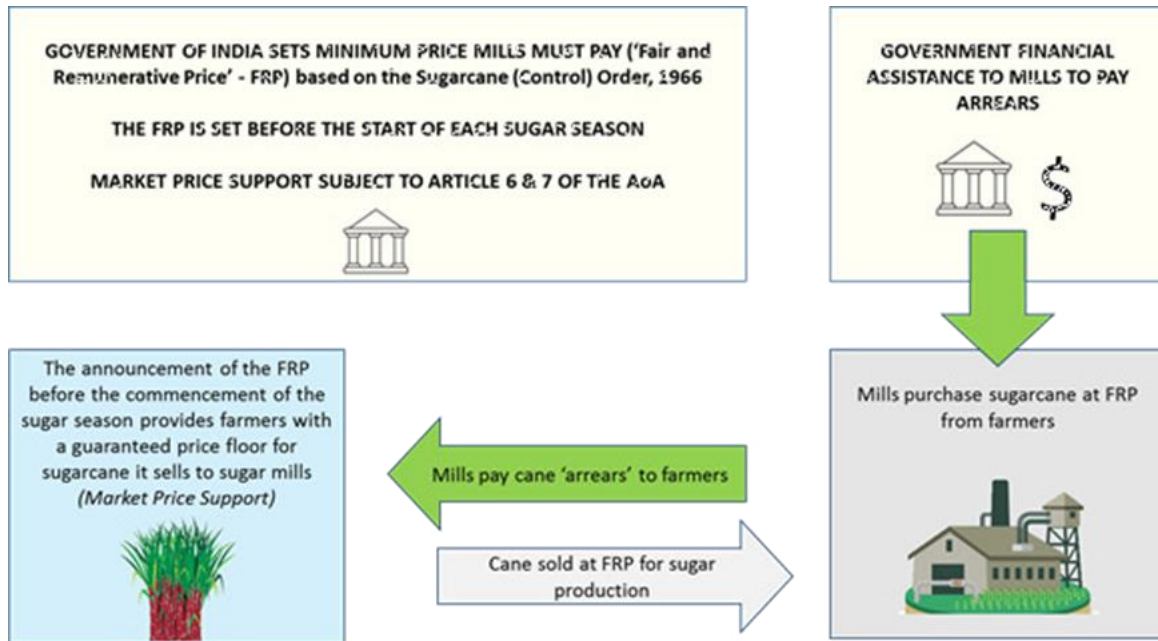 GOVERNMENT OF INDIA SETS MINIMUM PRICE MILLS MUST PAY ('Fair and
Remunerative Price' - FRP) based on the Sugarcane (Control) Order, 1966
THE FRP IS SET BEFORE THE START OF EACH SUGAR SEASON
MARKET PRICE SUPPORT SUBJECT TO ARTICLE 6 & 7 OF THE AoA
GOVERNMENT FINANCIAL
ASSISTANCE TO MILLS TO PAY
ARREARS
$
The announcement of the FRP
before the commencement of the
sugar season provides farmers with
a guaranteed price floor for
sugarcane it sells to sugar mills
(Market Price Support)
Mills pay cane 'arrears' to farmers
Cane sold at FRP for sugar
production
Mills purchase sugarcane at FRP
from farmers